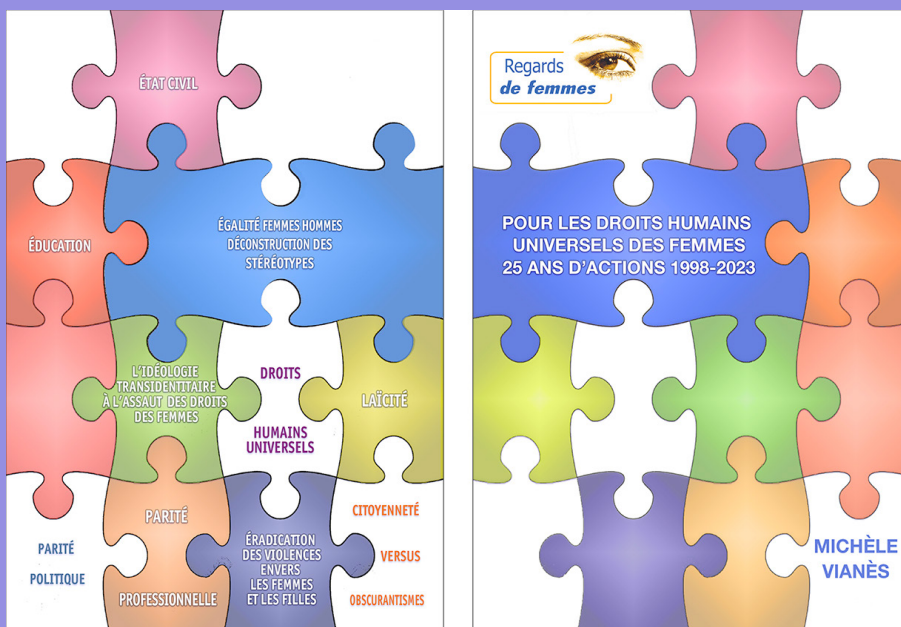 ÉTAT CIVIL
ÉDUCATION
ÉGALITÉ FEMMES HOMMES
DÉCONSTRUCTION DES
STÉRÉOTYPES
L'IDÉOLOGIE
TRANSIDENTITAIRE
À L'ASSAUT DES DROITS
DES FEMMES
DROITS
HUMAINS
UNIVERSELS
LAÏCITÉ
PARITÉ
POLITIQUE
PARITÉ
PROFESSIONNELLE
ÉRADICATION
DES VIOLENCES
ENVERS
LES FEMMES
ET LES FILLES
CITOYENNETÉ
VERSUS
OBSCURANTISMES
Regards
de femmes
POUR LES DROITS HUMAINS
UNIVERSELS DES FEMMES
25 ANS D'ACTIONS 1998-2023
MICHÈLE
VIANÈS